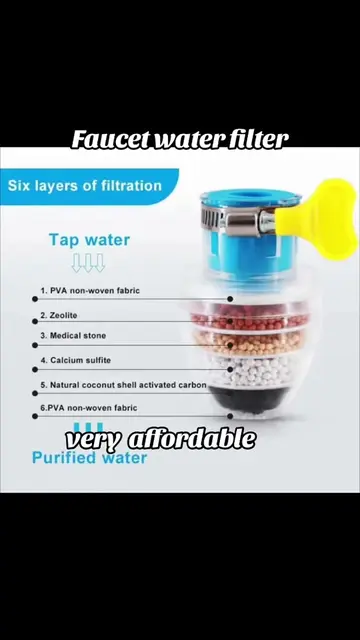 Faucet water filter
Six layers of filtration
Tap water
1. PVA non-woven fabric
2. Zeolite
3. Medical stone
4. Calcium sulfite
5. Natural coconut shell activated carbon
6.PVA non-woven fabric
very affordable
Purified water